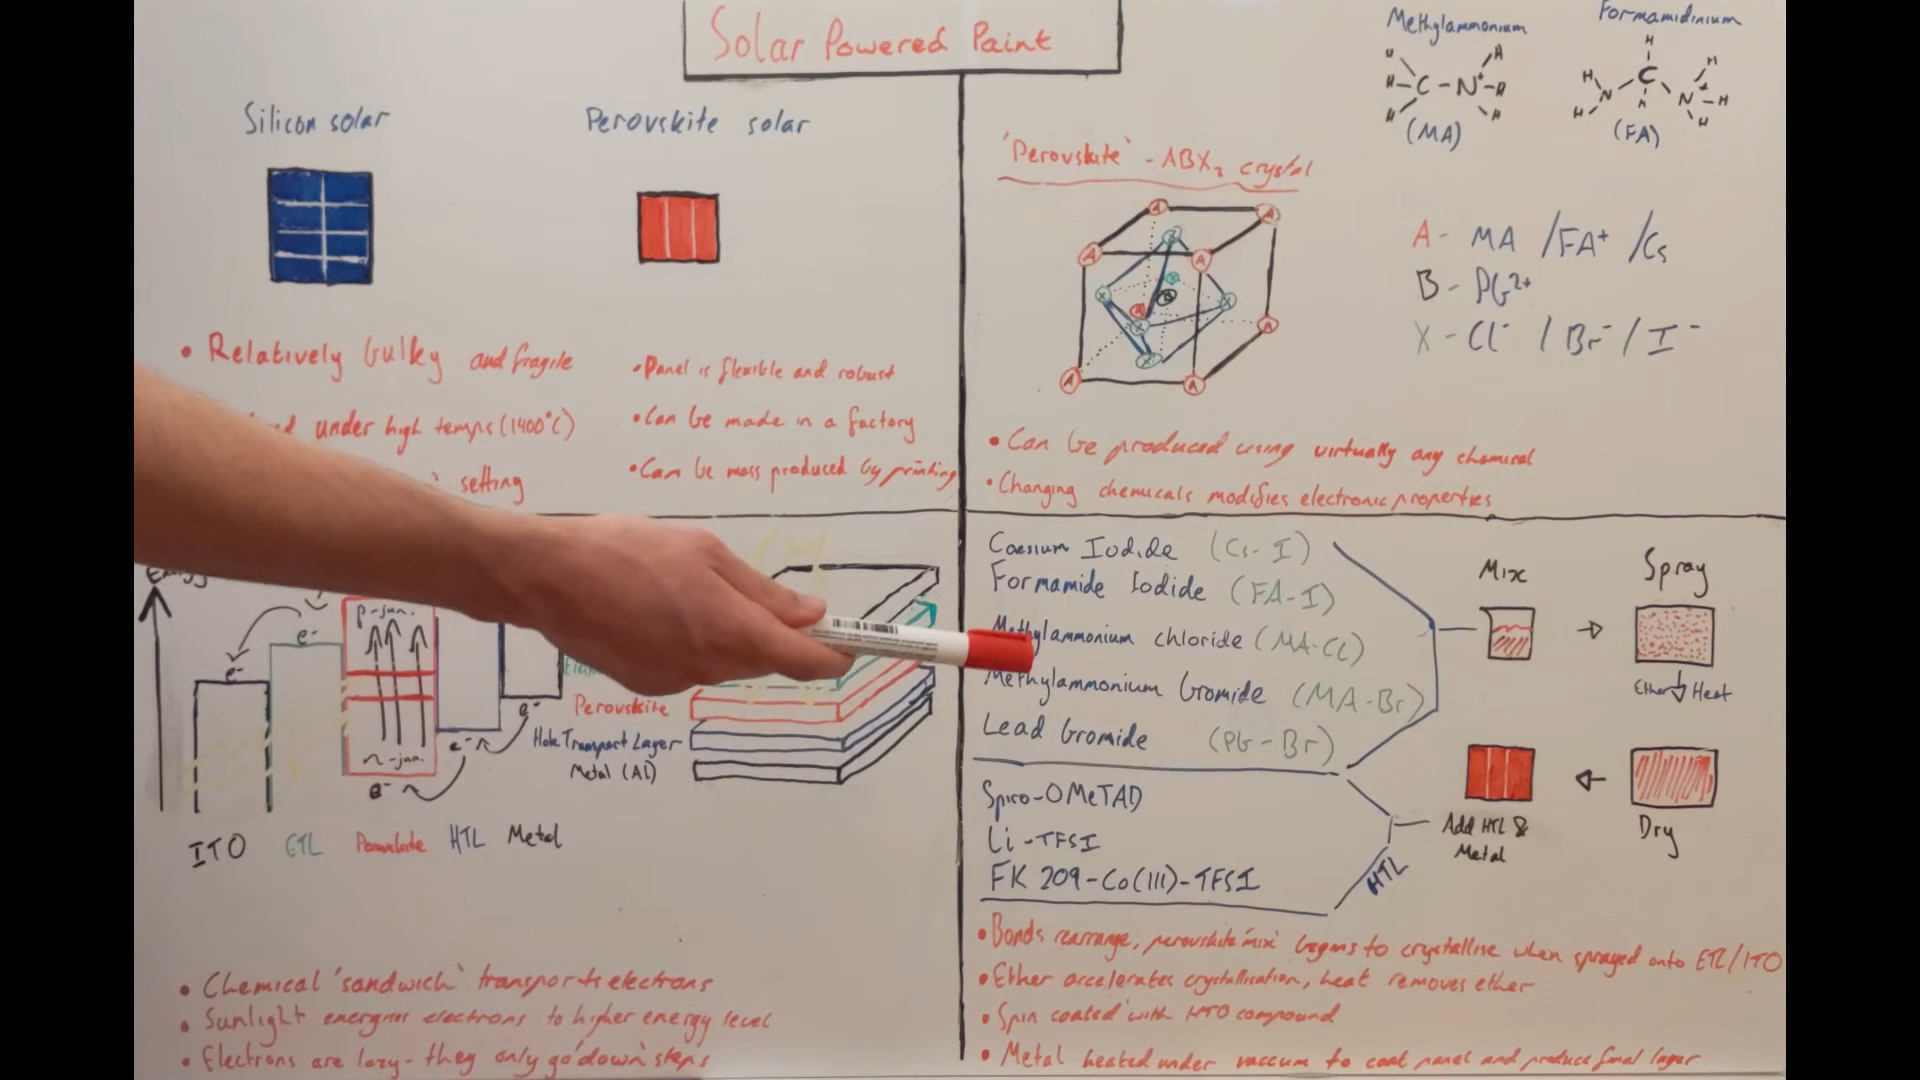 Solar Powered Paint
Silicon solar
Perovskite solar
• Relatively bulky and fragile
under high temps (1400°C)
setting
• Panel is flexible and robust
• Can be made in a factory
• Can be mass produced by printing
Methylammonium
H H
H-C-N+-H
H H
(MA)
Formamidinium
H
H C H
N H N+-H
H H
(FA)
'Perovskite' - ABX3 crystal
A A
A X A
X X X
A B
X A
X
A A
A - MA /FA+ /Cs
B - Pb2+
X - Cl- / Br- / I-
• Can be produced using virtually any chemical
• Changing chemicals modifies electronic properties
e- e-
p-jun.
n-jun.
e- e- e-
Perovskite
Hole Transport Layer
Metal (Al)
ITO ETL Perovskite HTL Metal
• Chemical 'sandwich' transports electrons
• Sunlight energises electrons to higher energy level
• Electrons are lazy - they only go 'down' steps
Caesium Iodide (Cs-I)
Formamide Iodide (FA-I)
Methylammonium chloride (MA-Cl)
Methylammonium bromide (MA-Br)
Lead bromide (Pb-Br)
Spiro-OMeTAD
Li-TFSI
FK 209-Co(III)-TFSI
HTL
Mix
Spray
Ether Heat
Dry
Add HTL &
Metal
• Bonds rearrange, perovskite 'mix' begins to crystallise when sprayed onto ETL/ITO
• Ether accelerates crystallisation, heat removes ether
• Spin coated with HTO compound
• Metal heated under vaccum to coat panel and produce final layer